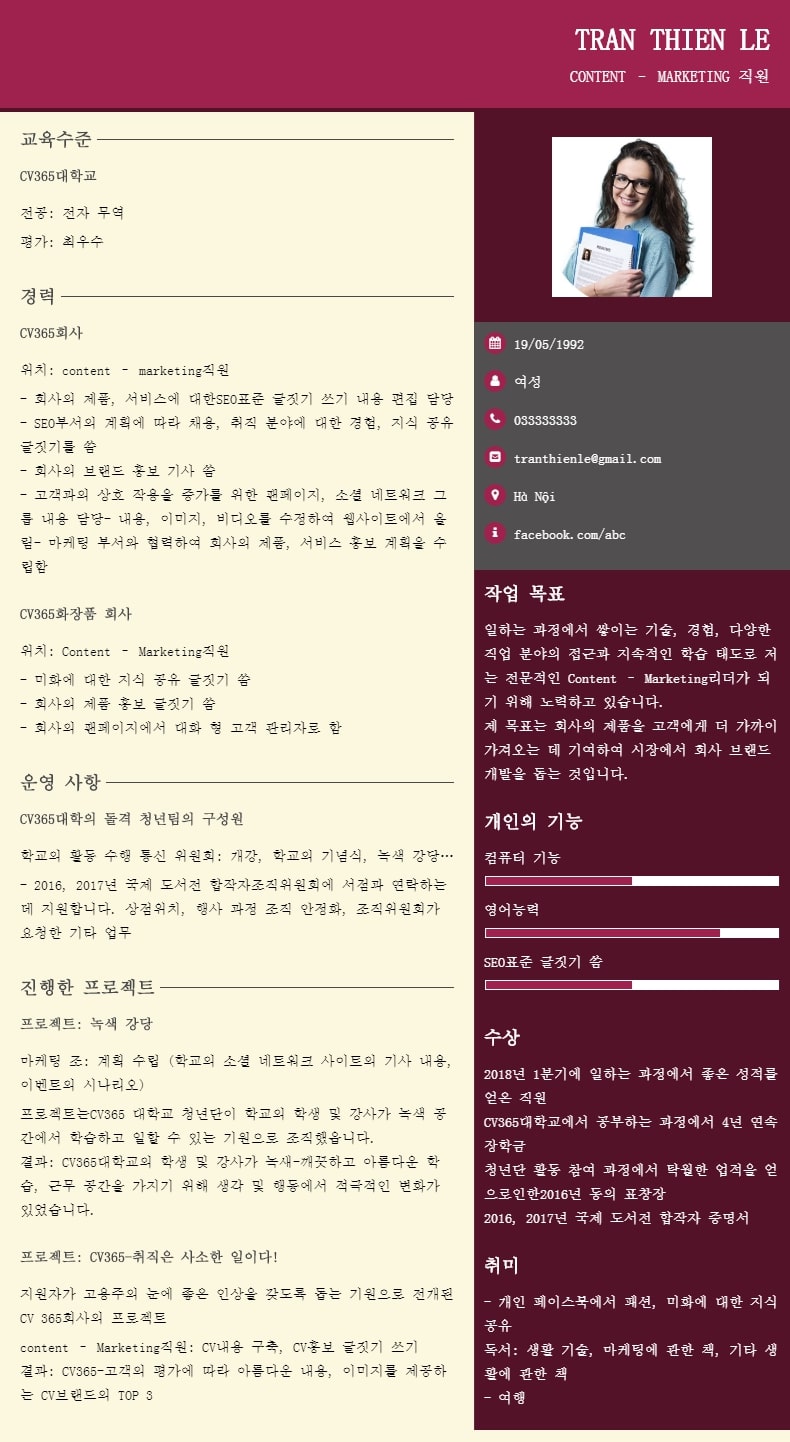 TRAN THIEN LE
CONTENT - MARKETING 직원
교육수준
CV365대학교
전공: 전자 무역
평가: 최우수
경력
CV365회사
위치: content - marketing직원
- 회사의 제품, 서비스에 대한SEO표준 글짓기 쓰기 내용 편집 담당
- SEO부서의 계획에 따라 채용, 취직 분야에 대한 경험, 지식 공유
글짓기를 씀
- 회사의 브랜드 홍보 기사 씀
- 고객과의 상호 작용을 증가를 위한 팬페이지, 소셜 네트워크 그
룹 내용 담당- 내용, 이미지, 비디오를 수정하여 웹사이트에서 올
림- 마케팅 부서와 협력하여 회사의 제품, 서비스 홍보 계획을 수
립함
CV365화장품 회사
위치: Content - Marketing직원
- 미화에 대한 지식 공유 글짓기 씀
- 회사의 제품 홍보 글짓기 씀
- 회사의 팬페이지에서 대화 형 고객 관리자로 함
운영 사항
CV365대학의 돌격 청년팀의 구성원
학교의 활동 수행 통신 위원회: 개강, 학교의 기념식, 녹색 강당…
- 2016, 2017년 국제 도서전 합작자조직위원회에 서점과 연락하는
데 지원합니다. 상점위치, 행사 과정 조직 안정화, 조직위원회가
요청한 기타 업무
진행한 프로젝트
프로젝트: 녹색 강당
마케팅 조: 계획 수립 (학교의 소셜 네트워크 사이트의 기사 내용,
이벤트의 시나리오)
프로젝트는CV365 대학교 청년단이 학교의 학생 및 강사가 녹색 공
간에서 학습하고 일할 수 있는 기원으로 조직했습니다.
결과: CV365대학교의 학생 및 강사가 녹새-깨끗하고 아름다운 학
습, 근무 공간을 가지기 위해 생각 및 행동에서 적극적인 변화가
있었습니다.
프로젝트: CV365-취직은 사소한 일이다!
지원자가 고용주의 눈에 좋은 인상을 갖도록 돕는 기원으로 전개된
CV 365회사의 프로젝트
content - Marketing직원: CV내용 구축, CV홍보 글짓기 쓰기
결과: CV365-고객의 평가에 따라 아름다운 내용, 이미지를 제공하
는 CV브랜드의 TOP 3
19/05/1992
여성
033333333
tranthienle@gmail.com
Hà Nội
facebook.com/abc
작업 목표
일하는 과정에서 쌓이는 기술, 경험, 다양한
직업 분야의 접근과 지속적인 학습 태도로 저
는 전문적인 Content - Marketing리더가 되
기 위해 노력하고 있습니다.
제 목표는 회사의 제품을 고객에게 더 가까이
가져오는 데 기여하여 시장에서 회사 브랜드
개발을 돕는 것입니다.
개인의 기능
컴퓨터 기능
영어능력
SEO표준 글짓기 씀
수상
2018년 1분기에 일하는 과정에서 좋은 성적를
얻은 직원
CV365대학교에서 공부하는 과정에서 4년 연속
장학금
청년단 활동 참여 과정에서 탁월한 업적을 얻
으로인한2016년 동의 표창장
2016, 2017년 국제 도서전 합작자 증명서
취미
- 개인 페이스북에서 패션, 미화에 대한 지식
공유
독서: 생활 기술, 마케팅에 관한 책, 기타 생
활에 관한 책
- 여행